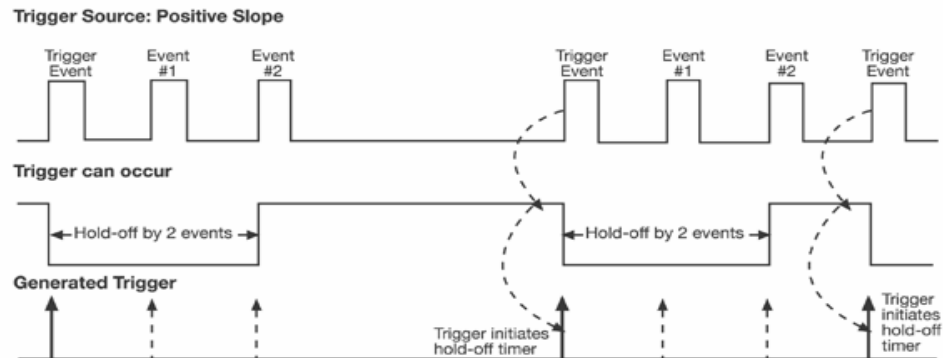 Trigger Source: Positive Slope
Trigger
Event
Event
#1
Event
#2
Trigger
Event
Event
#1
Event
#2
Trigger
Event
Trigger can occur
Hold-off by 2 events
Hold-off by 2 events
Generated Trigger
Trigger initiates
hold-off timer
Trigger
initiates
hold-off
timer